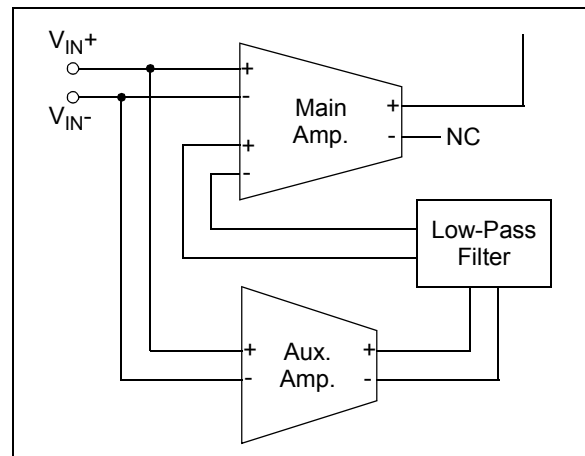 V_IN+
V_IN-
+
-
+
-
Main
Amp.
+
-
NC
Low-Pass
Filter
+
-
Aux.
Amp.
+
-